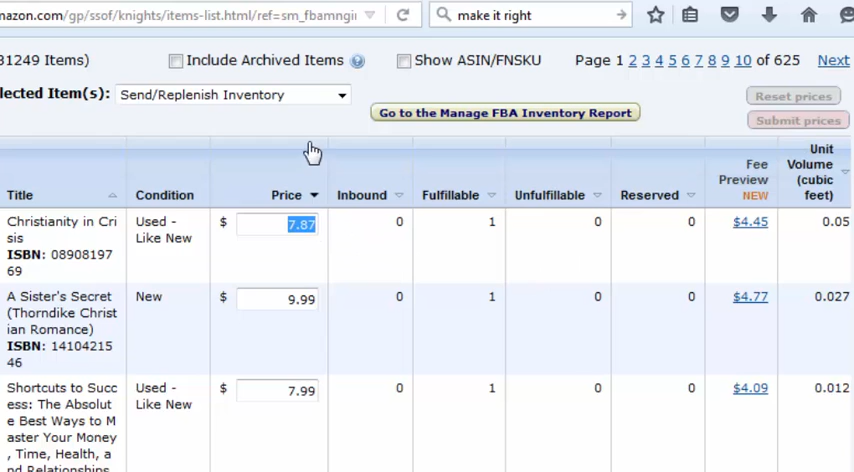 mazon.com/gp/ssof/knights/items-list.html/ref=sm_fbamngin make it right
31249 Items) Include Archived Items Show ASIN/FNSKU Page 1 2 3 4 5 6 7 8 9 10 of 625 Next
lected Item(s): Send/Replenish Inventory Go to the Manage FBA Inventory Report Reset prices
Submit prices
Title Condition Price Inbound Fulfillable Unfulfillable Reserved Fee Preview NEW Unit Volume (cubic feet)
Christianity in Cri Used - $ 7.87 0 1 0 0 $4.45 0.05
sis Like New
ISBN: 08908197
69
A Sister's Secret New $ 9.99 0 1 0 0 $4.77 0.027
(Thorndike Christ
ian Romance)
ISBN: 14104215
46
Shortcuts to Succ Used - $ 7.99 0 1 0 0 $4.09 0.012
ess: The Absolut Like New
e Best Ways to M
aster Your Money
, Time, Health, a
nd Relationships